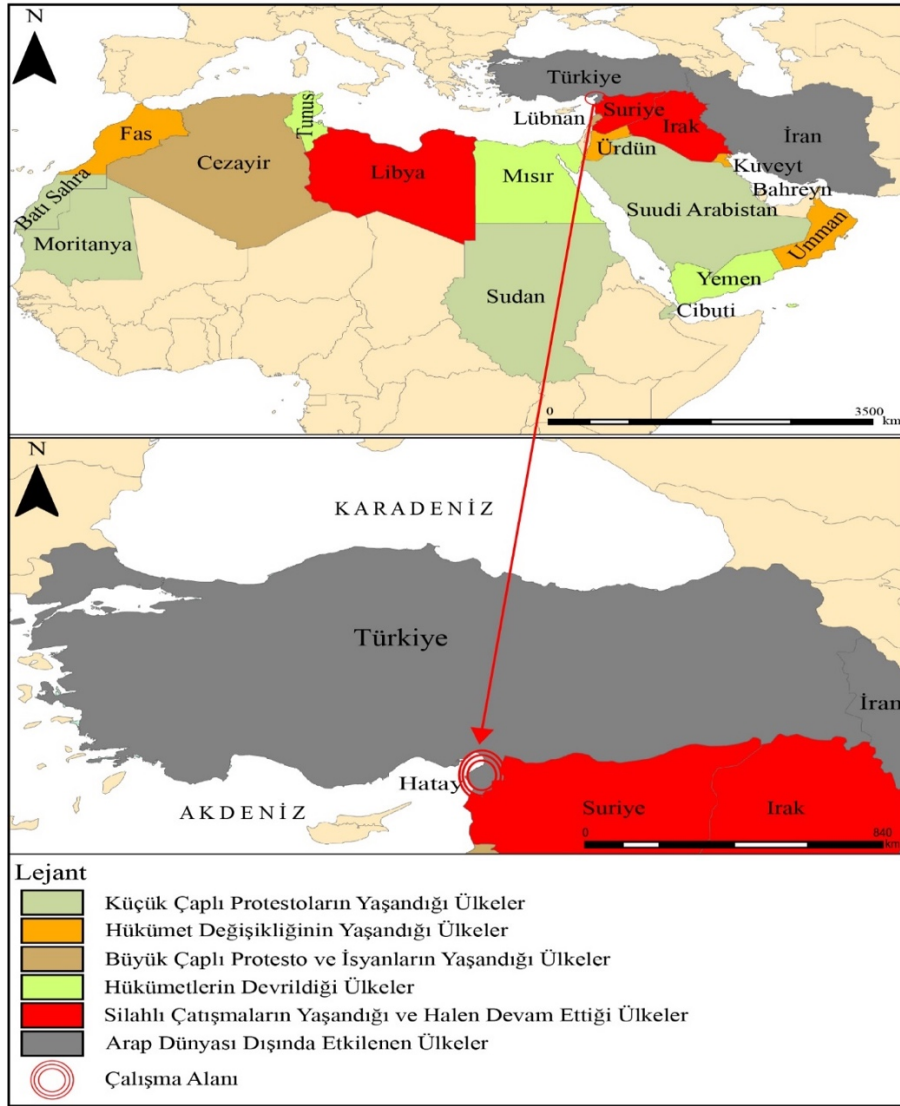 N
Türkiye
Lübnan
Suriye
Irak
İran
Ürdün
Kuveyt
Bahreyn
Fas
Tunus
Cezayir
Libya
Mısır
Batı Sahra
Moritanya
Suudi Arabistan
Umman
Sudan
Yemen
Cibuti
0 3500
km
N
KARADENİZ
Türkiye
İran
Hatay
AKDENİZ
Suriye
Irak
0 840
km
Lejant
Küçük Çaplı Protestoların Yaşandığı Ülkeler
Hükümet Değişikliğinin Yaşandığı Ülkeler
Büyük Çaplı Protesto ve İsyanların Yaşandığı Ülkeler
Hükümetlerin Devrildiği Ülkeler
Silahlı Çatışmaların Yaşandığı ve Halen Devam Ettiği Ülkeler
Arap Dünyası Dışında Etkilenen Ülkeler
Çalışma Alanı